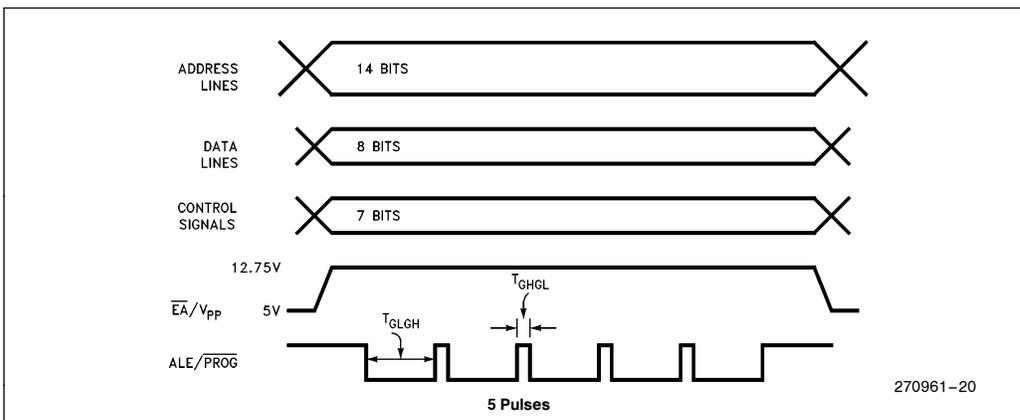 ADDRESS
LINES
14 BITS
DATA
LINES
8 BITS
CONTROL
SIGNALS
7 BITS
12.75V
EA/VPP
5V
TGHGL
TGLGH
ALE/PROG
270961–20
5 Pulses